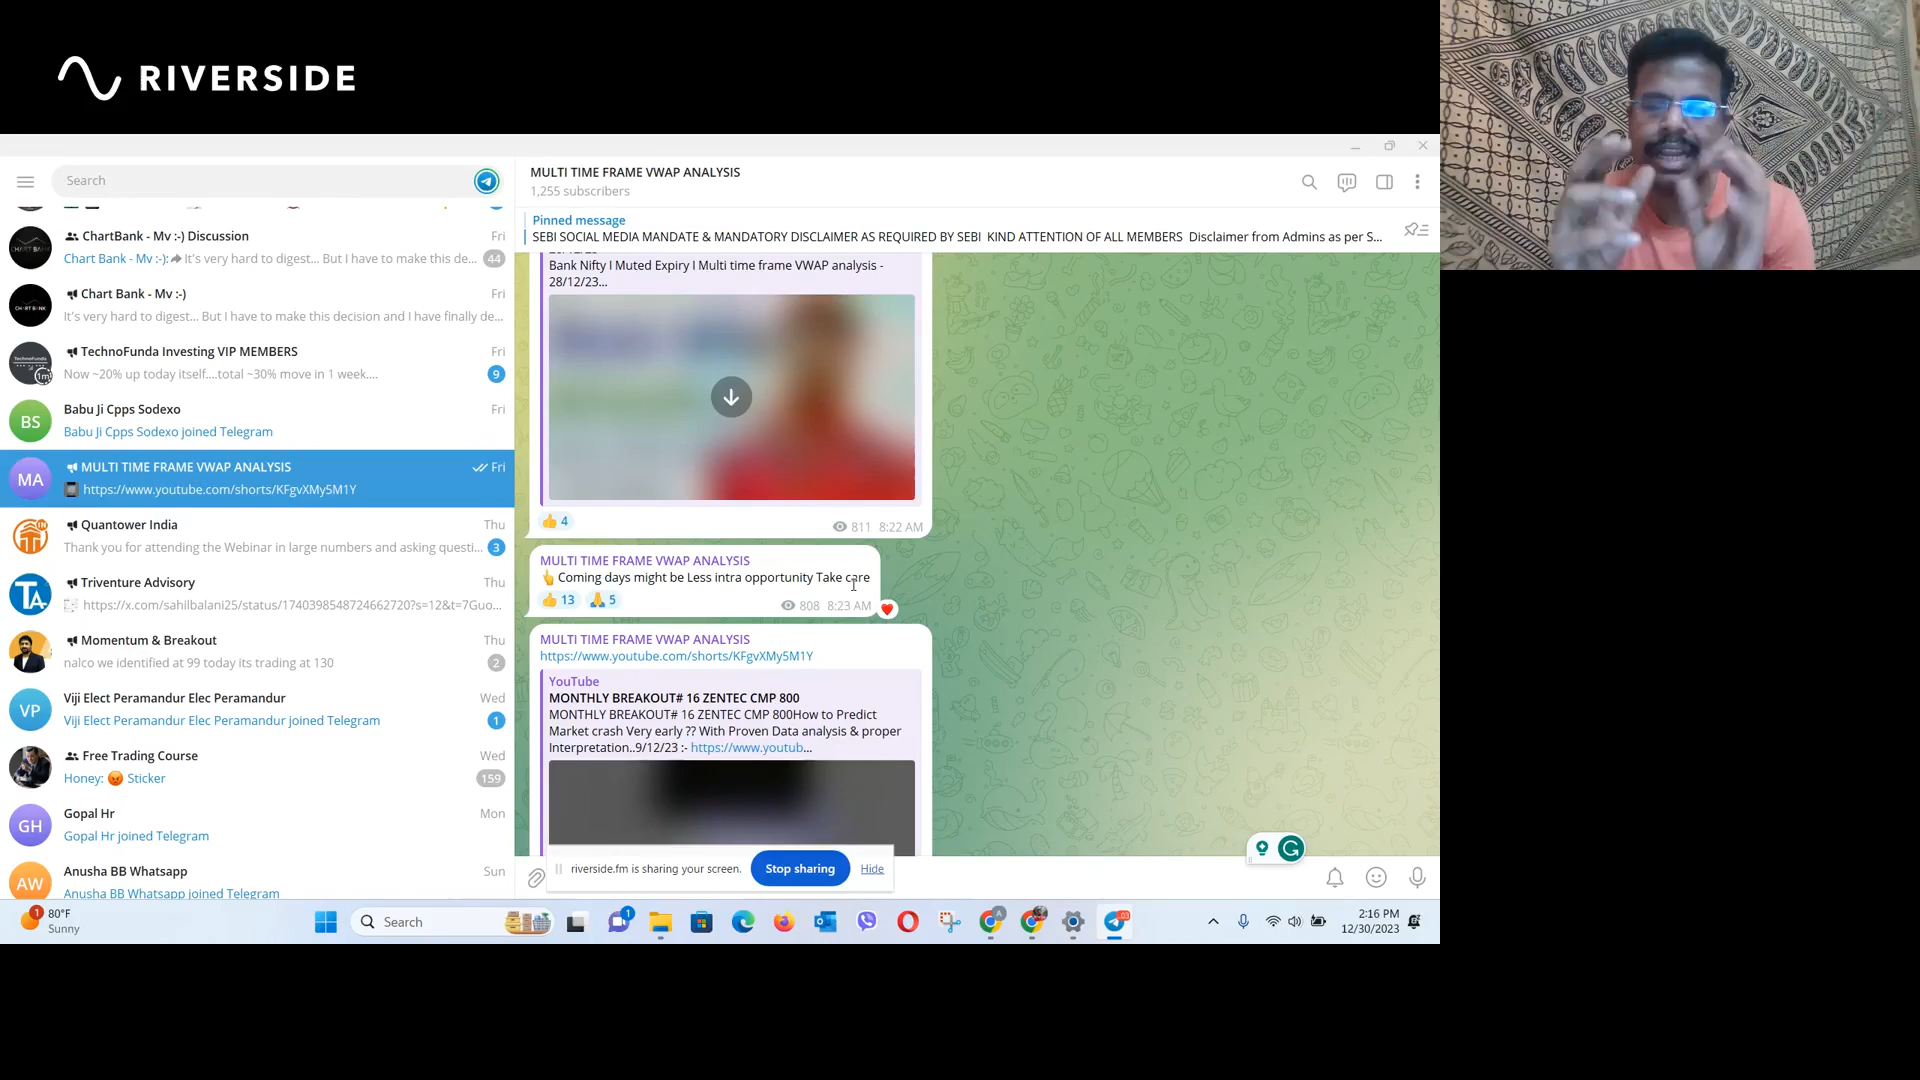 RIVERSIDE
Search
ChartBank - Mv :-) Discussion
Fri
Chart Bank - Mv :-): It's very hard to digest... But I have to make this de...
44
Chart Bank - Mv :-)
Fri
It's very hard to digest... But I have to make this decision and I have finally de...
TechnoFunda Investing VIP MEMBERS
Fri
Now ~20% up today itself....total ~30% move in 1 week....
9
BS
Babu Ji Cpps Sodexo
Fri
Babu Ji Cpps Sodexo joined Telegram
MA
MULTI TIME FRAME VWAP ANALYSIS
Fri
https://www.youtube.com/shorts/KFgvXMy5M1Y
Quantower India
Thu
Thank you for attending the Webinar in large numbers and asking questi...
3
TA
Triventure Advisory
Thu
https://x.com/sahilbalani25/status/1740398548724662720?s=12&t=7Guo...
Momentum & Breakout
Thu
nalco we identified at 99 today its trading at 130
2
VP
Viji Elect Peramandur Elec Peramandur
Wed
Viji Elect Peramandur Elec Peramandur joined Telegram
1
Free Trading Course
Wed
Honey: 😡 Sticker
159
GH
Gopal Hr
Mon
Gopal Hr joined Telegram
AW
Anusha BB Whatsapp
Sun
Anusha BB Whatsapp joined Telegram
MULTI TIME FRAME VWAP ANALYSIS
1,255 subscribers
Pinned message
SEBI SOCIAL MEDIA MANDATE & MANDATORY DISCLAIMER AS REQUIRED BY SEBI KIND ATTENTION OF ALL MEMBERS Disclaimer from Admins as per S...
Bank Nifty I Muted Expiry I Multi time frame VWAP analysis -
28/12/23...
👍 4
811 8:22 AM
MULTI TIME FRAME VWAP ANALYSIS
👆Coming days might be Less intra opportunity Take care
👍 13 🙏 5
808 8:23 AM
MULTI TIME FRAME VWAP ANALYSIS
https://www.youtube.com/shorts/KFgvXMy5M1Y
YouTube
MONTHLY BREAKOUT# 16 ZENTEC CMP 800
MONTHLY BREAKOUT# 16 ZENTEC CMP 800How to Predict
Market crash Very early ?? With Proven Data analysis & proper
Interpretation..9/12/23 :- https://www.youtub...
riverside.fm is sharing your screen.
Stop sharing
Hide
1
80°F
Sunny
Search
1
2:16 PM
12/30/2023